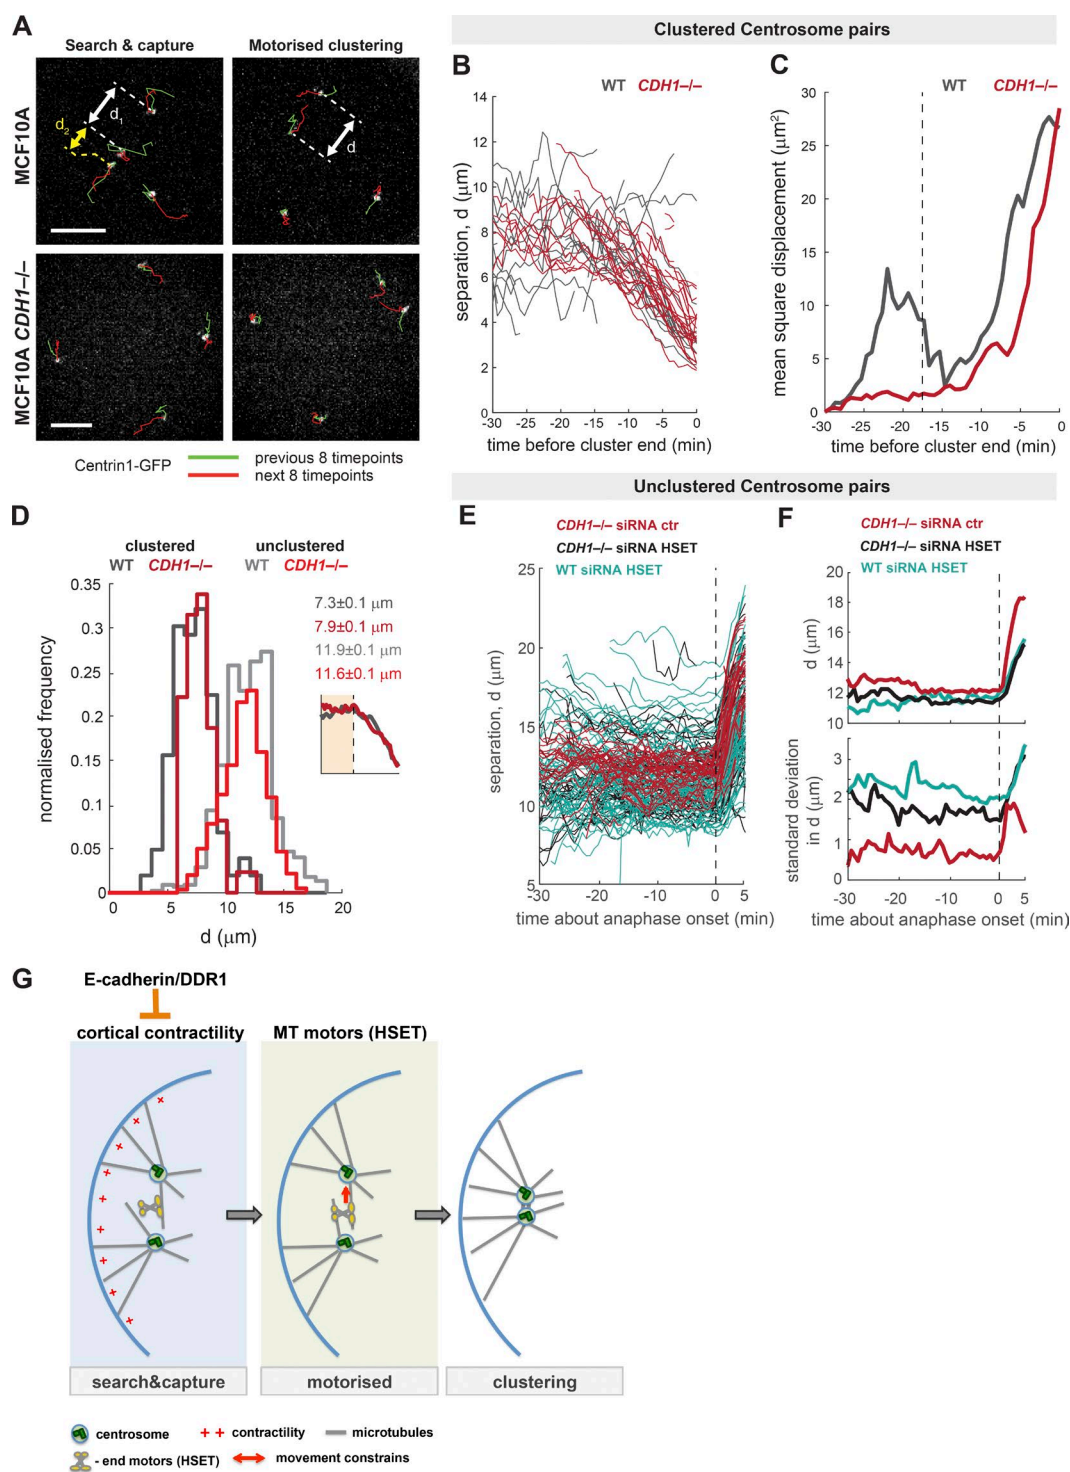 A
Search & capture
Motorised clustering
MCF10A
d1
d2
d
MCF10A CDH1–/–
Centrin1-GFP
previous 8 timepoints
next 8 timepoints
Clustered Centrosome pairs
B
WT CDH1–/–
separation, d (μm)
14
12
10
8
6
4
2
0
-30 -25 -20 -15 -10 -5 0
time before cluster end (min)
C
WT CDH1–/–
mean square displacement (μm²)
30
25
20
15
10
5
0
-30 -25 -20 -15 -10 -5 0
time before cluster end (min)
D
clustered unclustered
WT CDH1–/– WT CDH1–/–
normalised frequency
0.35
0.3
0.25
0.2
0.15
0.1
0.05
0
7.3±0.1 μm
7.9±0.1 μm
11.9±0.1 μm
11.6±0.1 μm
0 5 10 15 20
d (μm)
Unclustered Centrosome pairs
E
CDH1–/– siRNA ctr
CDH1–/– siRNA HSET
WT siRNA HSET
separation, d (μm)
25
20
15
10
5
-30 -20 -10 0 5
time about anaphase onset (min)
F
CDH1–/– siRNA ctr
CDH1–/– siRNA HSET
WT siRNA HSET
d (μm)
20
18
16
14
12
10
standard deviation
in d (μm)
3
2
1
0
-30 -20 -10 0 5
time about anaphase onset (min)
G
E-cadherin/DDR1
cortical contractility
MT motors (HSET)
search&capture
motorised
clustering
centrosome
+ + contractility
microtubules
- end motors (HSET)
movement constrains